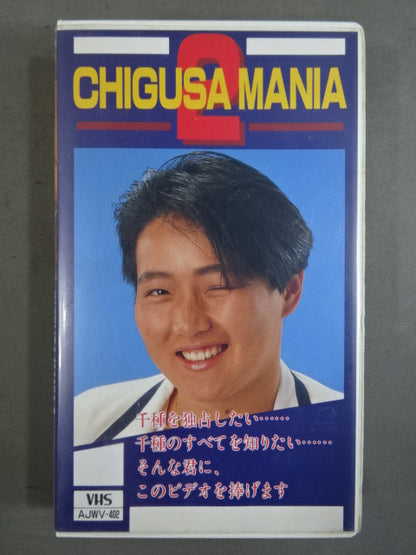 2
CHIGUSA MANIA
千種を独占したい……
千種のすべてを知りたい……
そんな君に、
このビデオを捧げます
VHS
AJWV-402